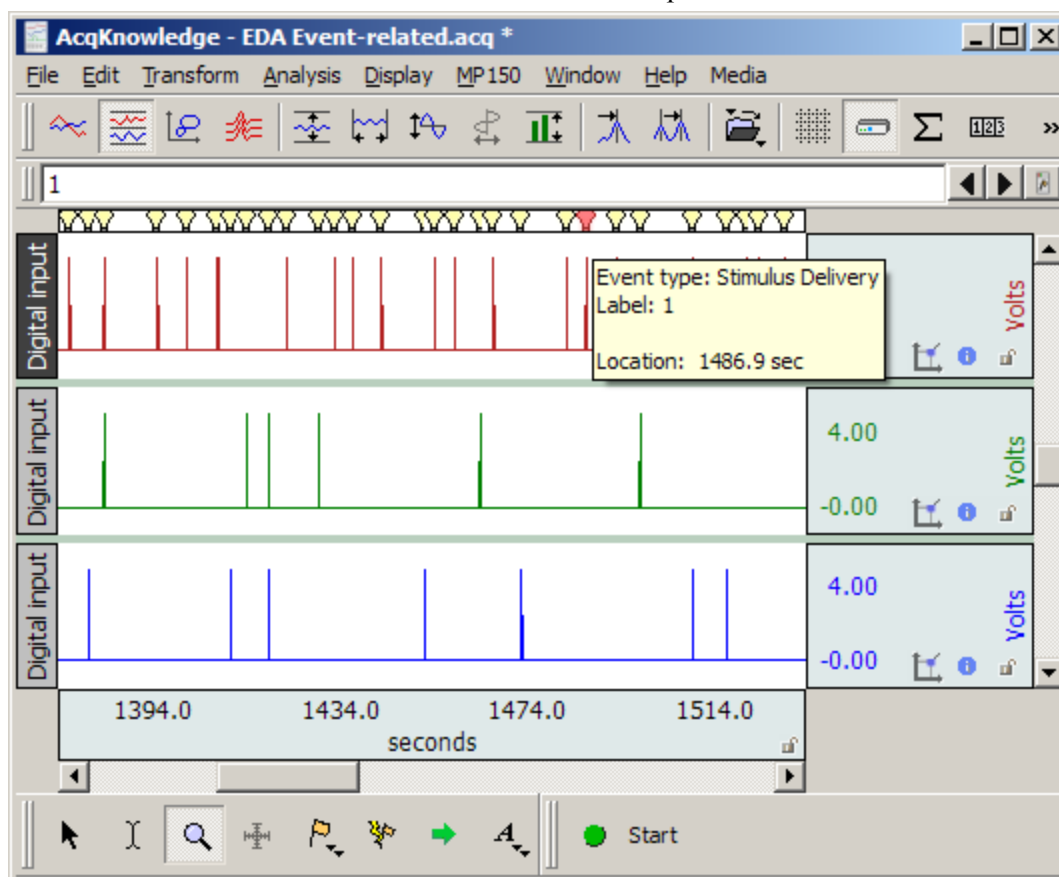 AcqKnowledge - EDA Event-related.acq *
File Edit Transform Analysis Display MP150 Window Help Media
123
»
1
Digital input
Event type: Stimulus Delivery
Label: 1
Location: 1486.9 sec
Volts
Digital input
4.00
-0.00
Volts
Digital input
4.00
-0.00
Volts
1394.0 1434.0 1474.0 1514.0
seconds
Start